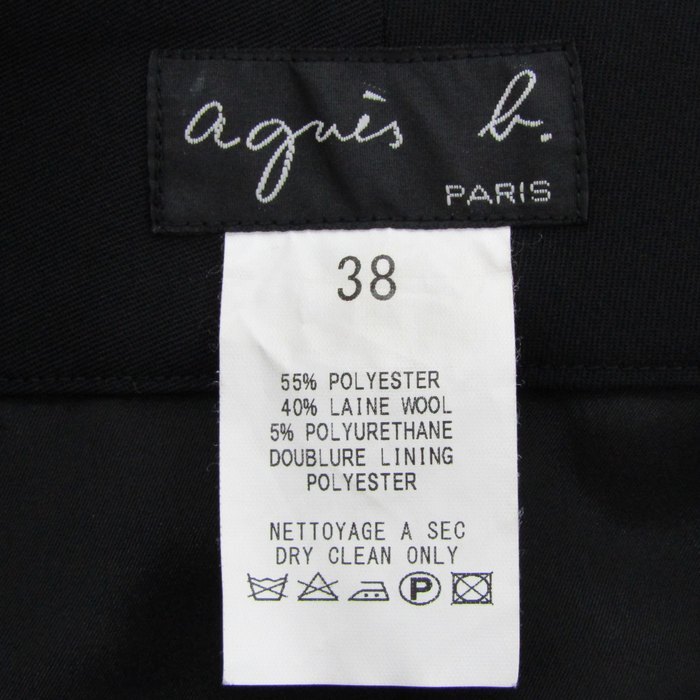 agnès b.
PARIS
38
55% POLYESTER
40% LAINE WOOL
5% POLYURETHANE
DOUBLURE LINING
POLYESTER
NETTOYAGE A SEC
DRY CLEAN ONLY
P